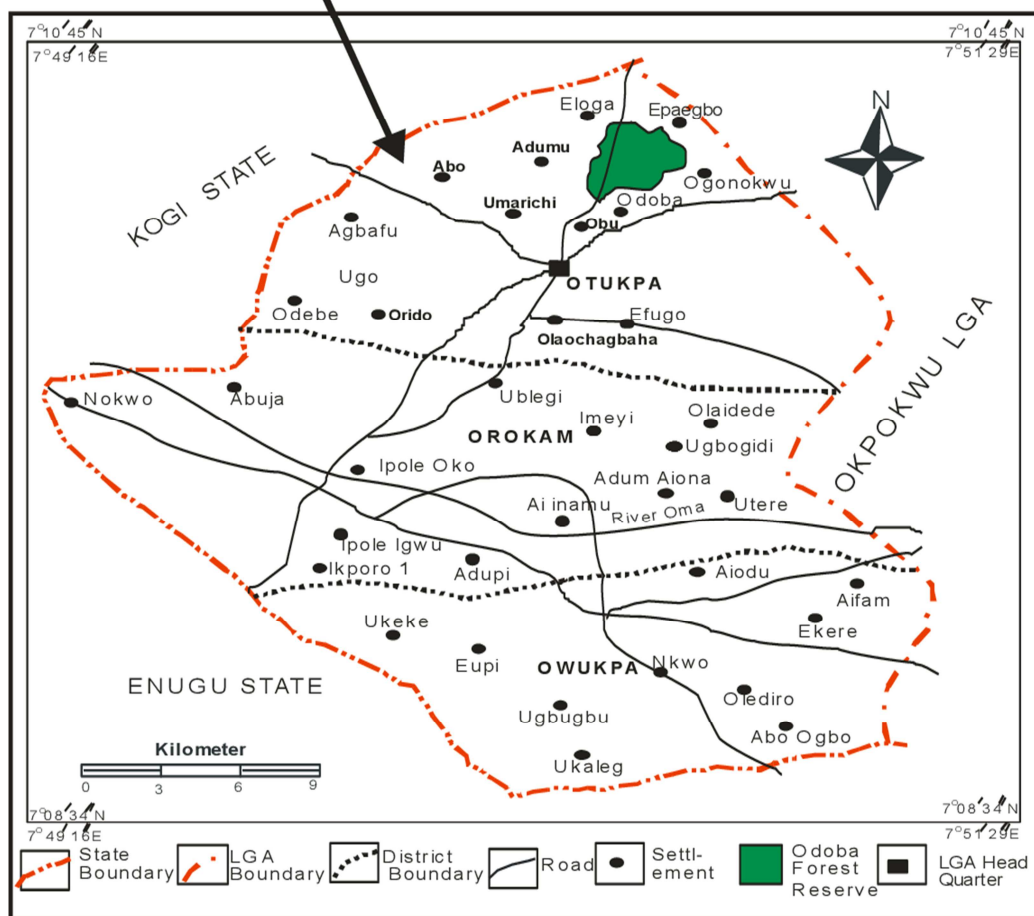 7°10'45"N
7°10'45"N
7°49'16"E
7°51'29"E
N
Eloga
Epaegbo
Adumu
Abo
Ogonokwu
KOGI STATE
Umarichi
Odoba
Obu
Agbafu
Ugo
OTUKPA
Odebe
Orido
Efugo
Olaochagbaha
OKPOKWU LGA
Nokwo
Abuja
Ublegi
Imeyi
Olaidede
OROKAM
Ugbogidi
Ipole Oko
Adum Aiona
Ai inamu
River Oma
Utere
Ipole Igwu
Ikporo 1
Adupi
Aiodu
Aifam
Ukeke
Ekere
Eupi
OWUKPA
Nkwo
ENUGU STATE
Olediro
Ugbugbu
Abo Ogbo
Kilometer
Ukaleg
0 3 6 9
7°08'34"N
7°08'34"N
7°49'16"E
7°51'29"E
State
Boundary
LGA
Boundary
District
Boundary
Road
Settl-
ement
Odoba
Forest
Reserve
LGA Head
Quarter